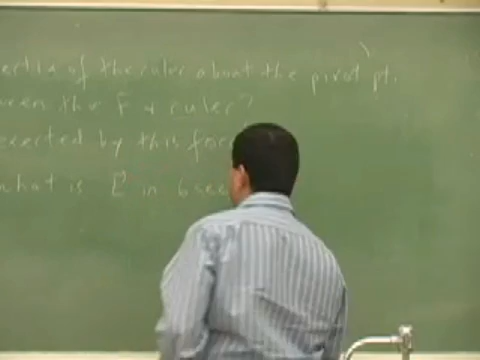 ertia of the ruler about the pivot pt.
ween the F & ruler?
exerted by this for
what is L in 6 sec